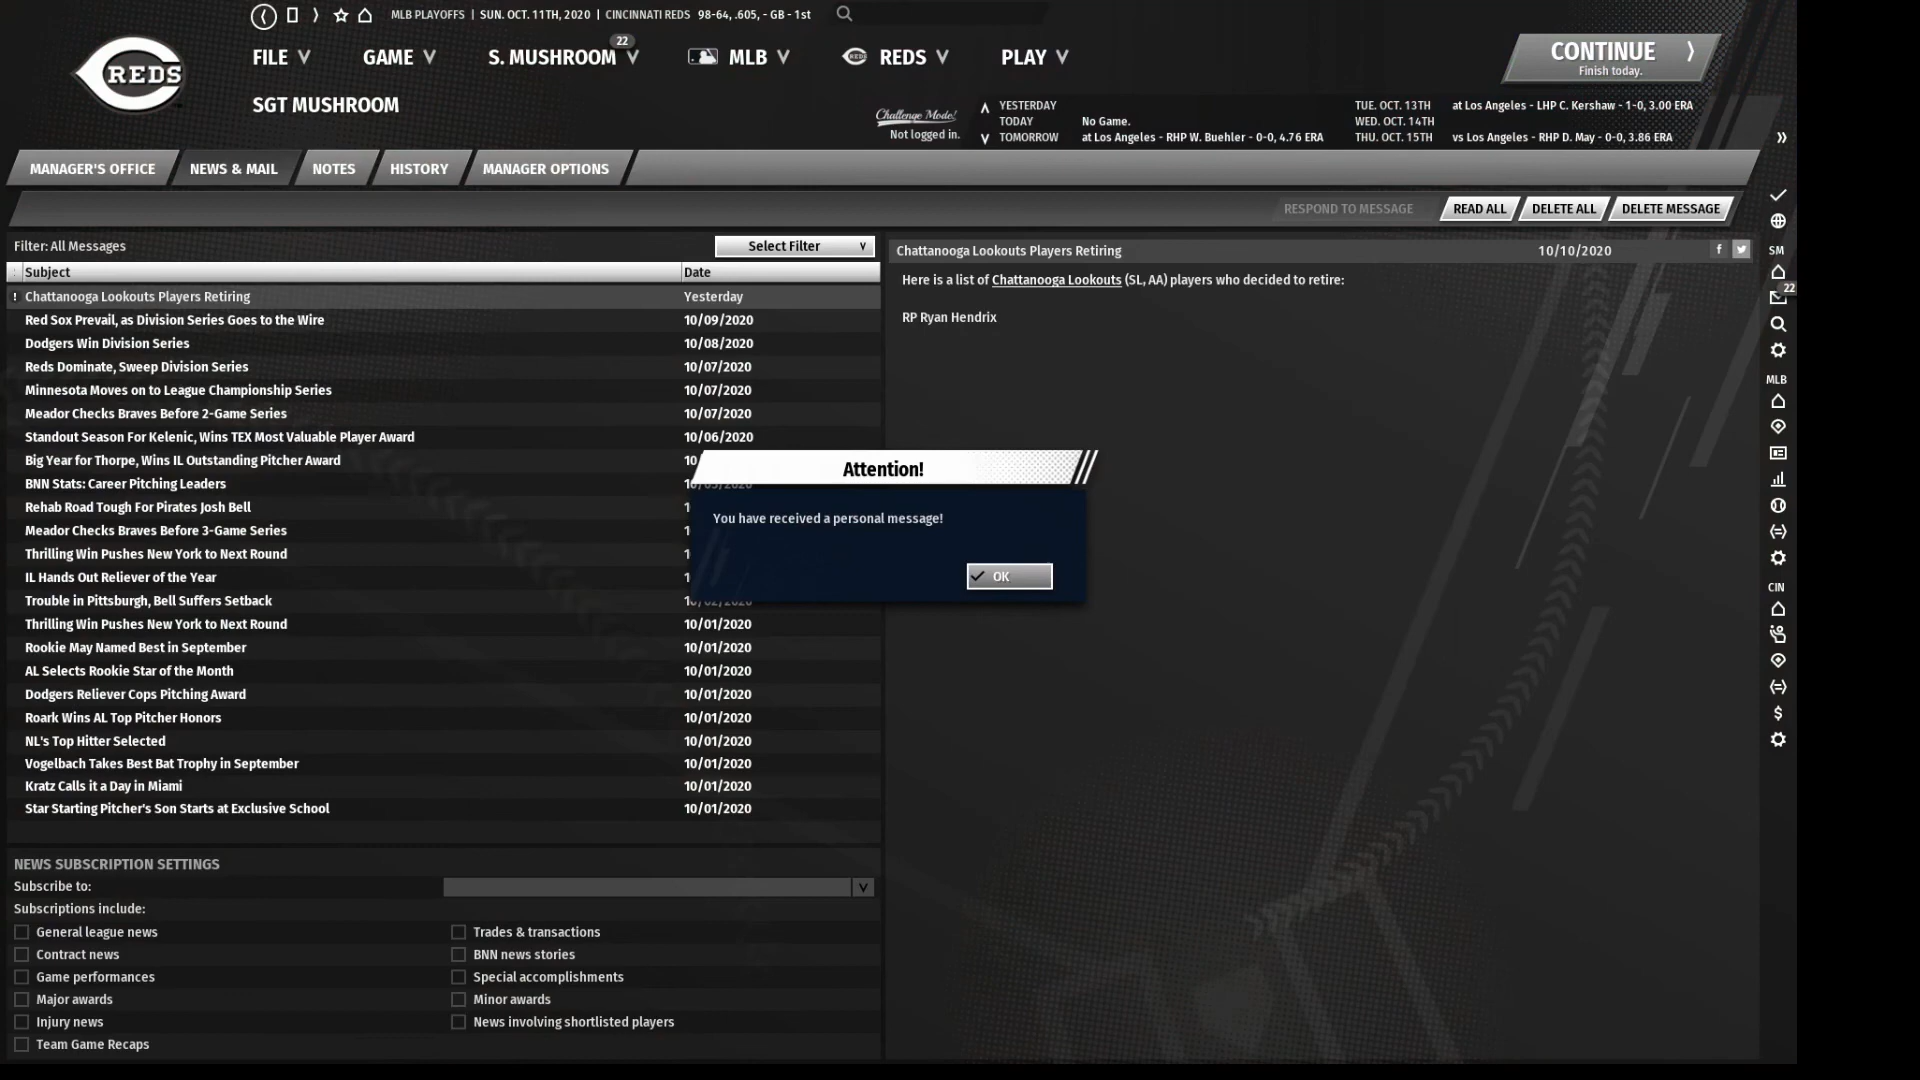 MLB PLAYOFFS | SUN. OCT. 11TH, 2020 | CINCINNATI REDS 98-64, .605, - GB - 1st
REDS
FILE
GAME
S. MUSHROOM
22
MLB
REDS
PLAY
CONTINUE
Finish today.
SGT MUSHROOM
Challenge Mode!
Not logged in.
YESTERDAY
TODAY No Game.
TOMORROW at Los Angeles - RHP W. Buehler - 0-0, 4.76 ERA
TUE. OCT. 13TH at Los Angeles - LHP C. Kershaw - 1-0, 3.00 ERA
WED. OCT. 14TH
THU. OCT. 15TH vs Los Angeles - RHP D. May - 0-0, 3.86 ERA
MANAGER'S OFFICE
NEWS & MAIL
NOTES
HISTORY
MANAGER OPTIONS
RESPOND TO MESSAGE
READ ALL
DELETE ALL
DELETE MESSAGE
Filter: All Messages
Select Filter
Subject Date
! Chattanooga Lookouts Players Retiring Yesterday
Red Sox Prevail, as Division Series Goes to the Wire 10/09/2020
Dodgers Win Division Series 10/08/2020
Reds Dominate, Sweep Division Series 10/07/2020
Minnesota Moves on to League Championship Series 10/07/2020
Meador Checks Braves Before 2-Game Series 10/07/2020
Standout Season For Kelenic, Wins TEX Most Valuable Player Award 10/06/2020
Big Year for Thorpe, Wins IL Outstanding Pitcher Award 10
BNN Stats: Career Pitching Leaders
Rehab Road Tough For Pirates Josh Bell 1
Meador Checks Braves Before 3-Game Series 1
Thrilling Win Pushes New York to Next Round 1
IL Hands Out Reliever of the Year 1
Trouble in Pittsburgh, Bell Suffers Setback
Thrilling Win Pushes New York to Next Round 10/01/2020
Rookie May Named Best in September 10/01/2020
AL Selects Rookie Star of the Month 10/01/2020
Dodgers Reliever Cops Pitching Award 10/01/2020
Roark Wins AL Top Pitcher Honors 10/01/2020
NL's Top Hitter Selected 10/01/2020
Vogelbach Takes Best Bat Trophy in September 10/01/2020
Kratz Calls it a Day in Miami 10/01/2020
Star Starting Pitcher's Son Starts at Exclusive School 10/01/2020
Chattanooga Lookouts Players Retiring 10/10/2020
Here is a list of Chattanooga Lookouts (SL, AA) players who decided to retire:
RP Ryan Hendrix
Attention!
You have received a personal message!
OK
NEWS SUBSCRIPTION SETTINGS
Subscribe to:
Subscriptions include:
General league news
Trades & transactions
Contract news
BNN news stories
Game performances
Special accomplishments
Major awards
Minor awards
Injury news
News involving shortlisted players
Team Game Recaps
SM
22
MLB
CIN
$